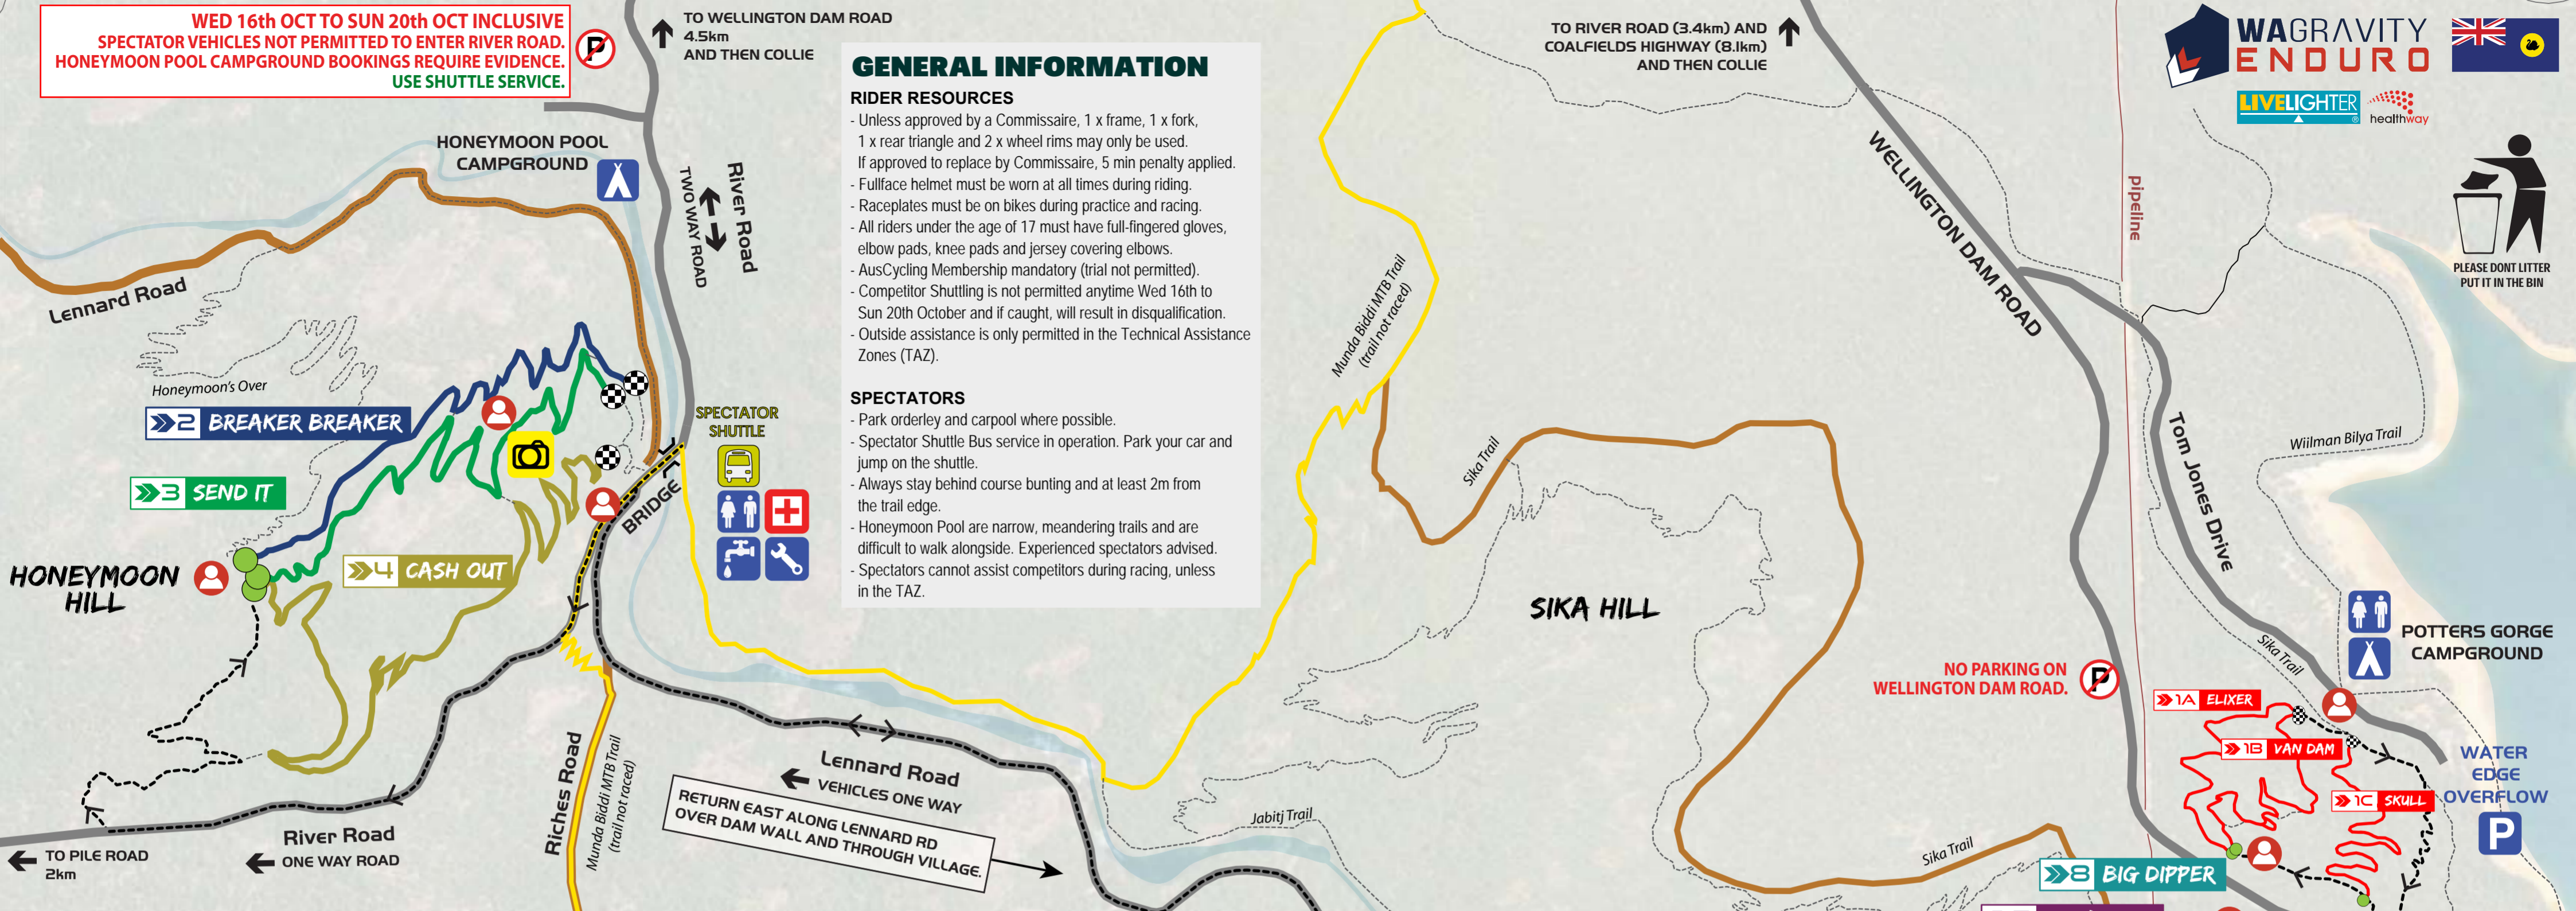 WED 16th OCT TO SUN 20th OCT INCLUSIVE
SPECTATOR VEHICLES NOT PERMITTED TO ENTER RIVER ROAD.
HONEYMOON POOL CAMPGROUND BOOKINGS REQUIRE EVIDENCE.
USE SHUTTLE SERVICE.
P
TO WELLINGTON DAM ROAD
4.5km
AND THEN COLLIE
HONEYMOON POOL
CAMPGROUND
River Road
TWO WAY ROAD
Lennard Road
Honeymoon's Over
2 BREAKER BREAKER
3 SEND IT
4 CASH OUT
HONEYMOON
HILL
BRIDGE
SPECTATOR
SHUTTLE
GENERAL INFORMATION
RIDER RESOURCES
- Unless approved by a Commissaire, 1 x frame, 1 x fork,
1 x rear triangle and 2 x wheel rims may only be used.
If approved to replace by Commissaire, 5 min penalty applied.
- Fullface helmet must be worn at all times during riding.
- Raceplates must be on bikes during practice and racing.
- All riders under the age of 17 must have full-fingered gloves,
elbow pads, knee pads and jersey covering elbows.
- AusCycling Membership mandatory (trial not permitted).
- Competitor Shuttling is not permitted anytime Wed 16th to
Sun 20th October and if caught, will result in disqualification.
- Outside assistance is only permitted in the Technical Assistance
Zones (TAZ).
SPECTATORS
- Park orderley and carpool where possible.
- Spectator Shuttle Bus service in operation. Park your car and
jump on the shuttle.
- Always stay behind course bunting and at least 2m from
the trail edge.
- Honeymoon Pool are narrow, meandering trails and are
difficult to walk alongside. Experienced spectators advised.
- Spectators cannot assist competitors during racing, unless
in the TAZ.
River Road
ONE WAY ROAD
TO PILE ROAD
2km
Riches Road
Munda Biddi MTB Trail
(trail not raced)
Lennard Road
VEHICLES ONE WAY
RETURN EAST ALONG LENNARD RD
OVER DAM WALL AND THROUGH VILLAGE.
Jabitj Trail
TO RIVER ROAD (3.4km) AND
COALFIELDS HIGHWAY (8.1km)
AND THEN COLLIE
Munda Biddi MTB Trail
(trail not raced)
Sika Trail
SIKA HILL
Sika Trail
WELLINGTON DAM ROAD
pipeline
WAGRAVITY
ENDURO
LIVELIGHTER
®
healthway
PLEASE DONT LITTER
PUT IT IN THE BIN
Tom Jones Drive
Wiilman Bilya Trail
NO PARKING ON
WELLINGTON DAM ROAD.
P
Sika Trail
POTTERS GORGE
CAMPGROUND
1A ELIXER
1B VAN DAM
1C SKULL
WATER
EDGE
OVERFLOW
P
8 BIG DIPPER